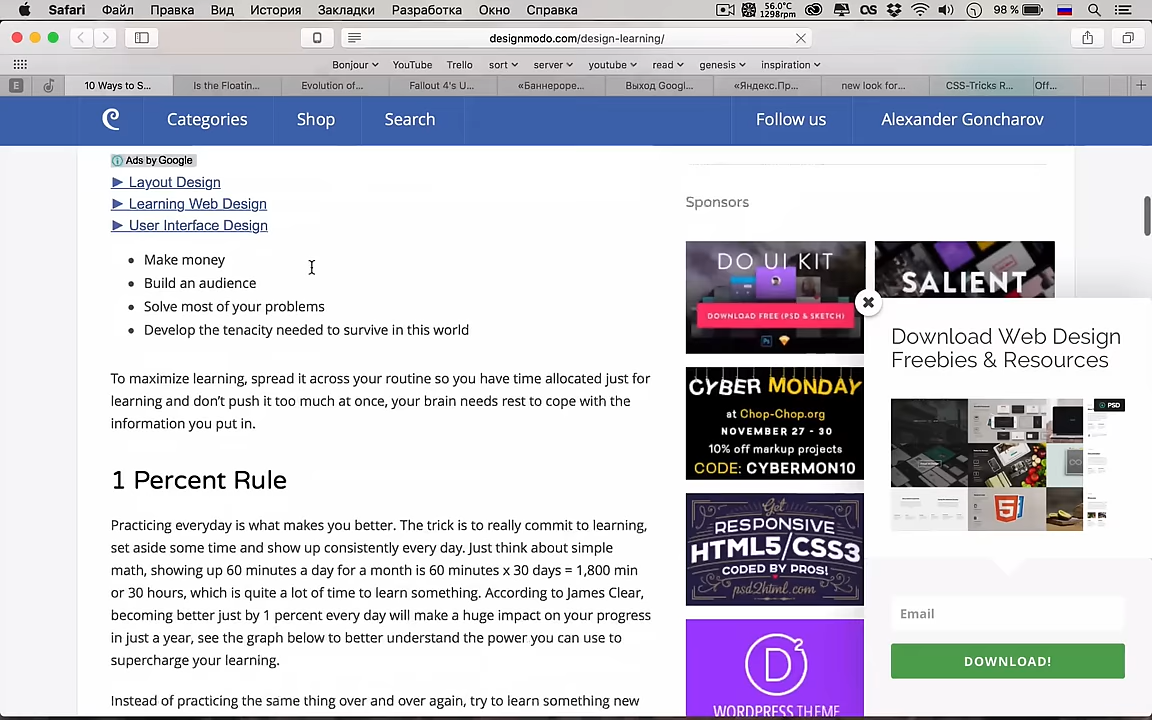 Safari Файл Правка Вид История Закладки Разработка Окно Справка 56.0°C 1298rpm 98 %
designmodo.com/design-learning/
Bonjour YouTube Trello sort server youtube read genesis inspiration
10 Ways to S... Is the Floatin... Evolution of... Fallout 4's U... «Баннероре... Выход Googl... «Яндекс.Пр... new look for... CSS-Tricks R... Off...
Categories Shop Search Follow us Alexander Goncharov
Ads by Google
► Layout Design
► Learning Web Design
► User Interface Design
• Make money
• Build an audience
• Solve most of your problems
• Develop the tenacity needed to survive in this world
To maximize learning, spread it across your routine so you have time allocated just for
learning and don’t push it too much at once, your brain needs rest to cope with the
information you put in.
1 Percent Rule
Practicing everyday is what makes you better. The trick is to really commit to learning,
set aside some time and show up consistently every day. Just think about simple
math, showing up 60 minutes a day for a month is 60 minutes x 30 days = 1,800 min
or 30 hours, which is quite a lot of time to learn something. According to James Clear,
becoming better just by 1 percent every day will make a huge impact on your progress
in just a year, see the graph below to better understand the power you can use to
supercharge your learning.
Instead of practicing the same thing over and over again, try to learn something new
Sponsors
DO UI KIT
DOWNLOAD FREE (PSD & SKETCH)
Ps
SALIENT
CYBER MONDAY
at Chop-Chop.org
NOVEMBER 27 - 30
10% off markup projects
CODE: CYBERMON10
Get
RESPONSIVE
HTML5/CSS3
CODED BY PROS!
psd2html.com
D2
WORDPRESS THEME
Download Web Design
Freebies & Resources
PSD
5
Email
DOWNLOAD!